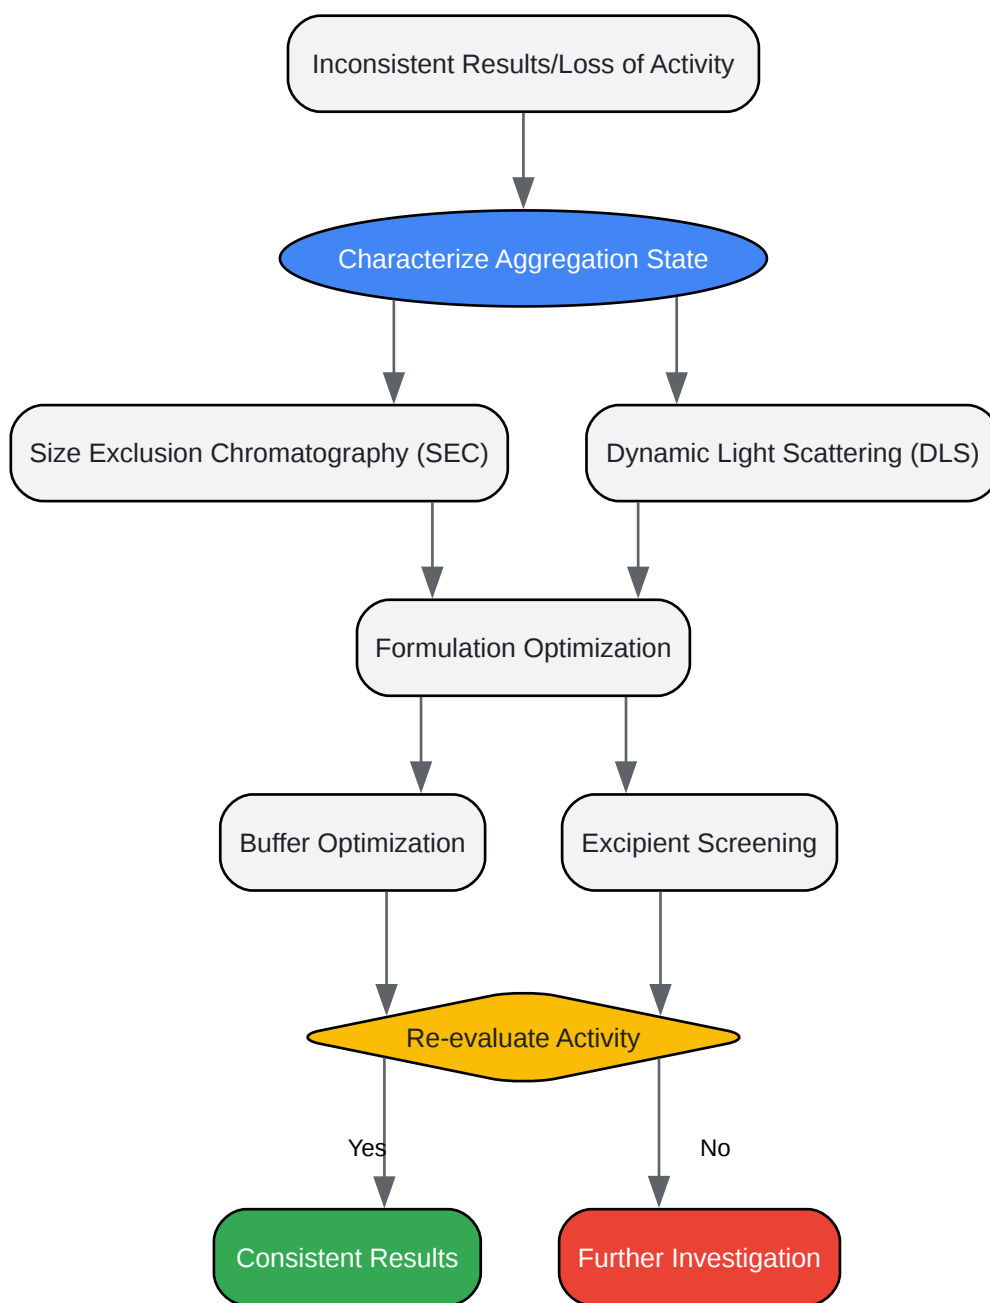 Inconsistent Results/Loss of Activity
Characterize Aggregation State
Size Exclusion Chromatography (SEC)
Dynamic Light Scattering (DLS)
Formulation Optimization
Buffer Optimization
Excipient Screening
Re-evaluate Activity
Yes
No
Consistent Results
Further Investigation